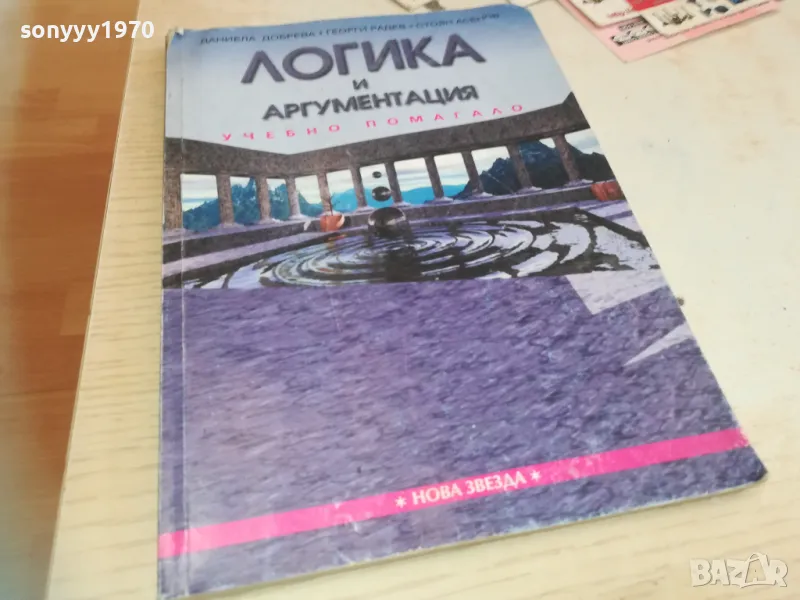 sonyyy1970
ДАНИЕЛА ДОБРЕВА • ГЕОРГИ РАДЕВ • СТОЯН АСЕНОВ
ЛОГИКА
И
АРГУМЕНТАЦИЯ
УЧЕБНО ПОМАГАЛО
* НОВА ЗВЕЗДА *
BAZAR